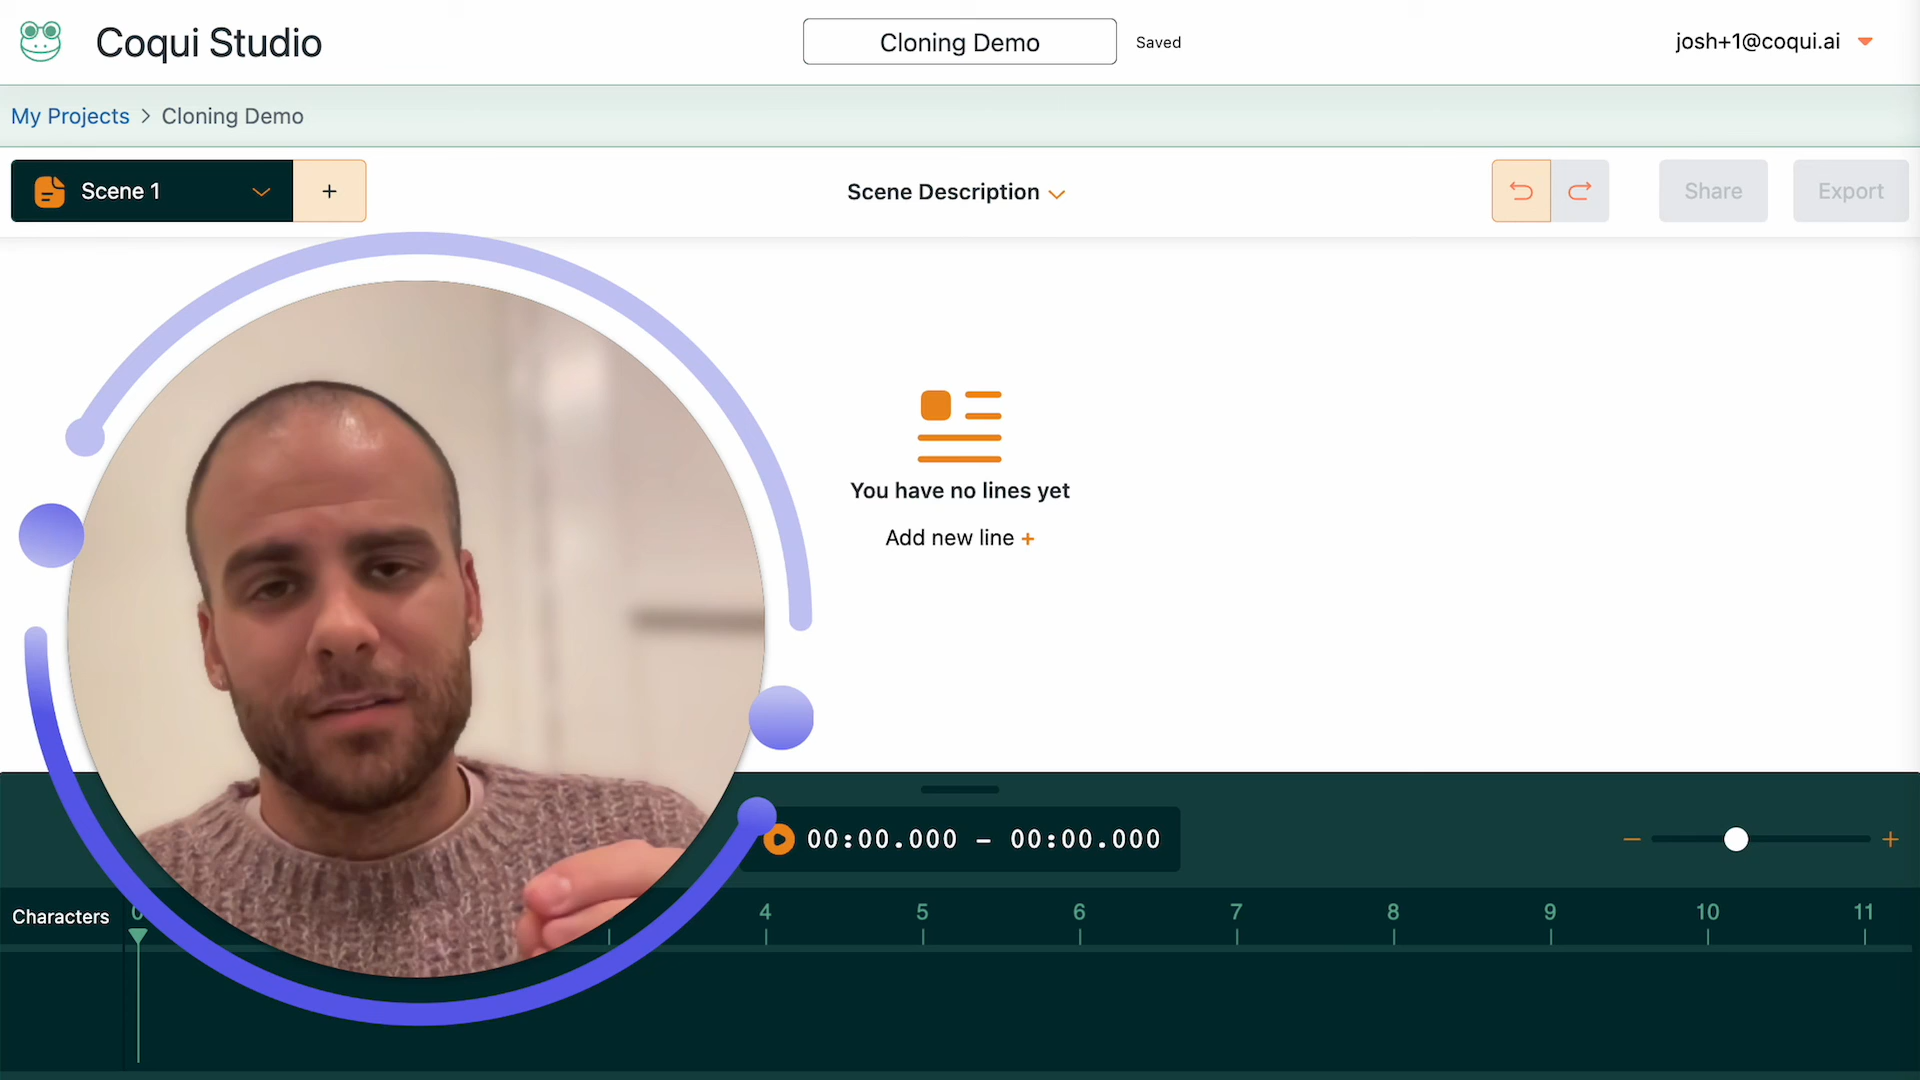 Coqui Studio
Cloning Demo
Saved
josh+1@coqui.ai
My Projects > Cloning Demo
Scene 1
+
Scene Description
Share
Export
You have no lines yet
Add new line +
00:00.000 – 00:00.000
Characters
0 4 5 6 7 8 9 10 11